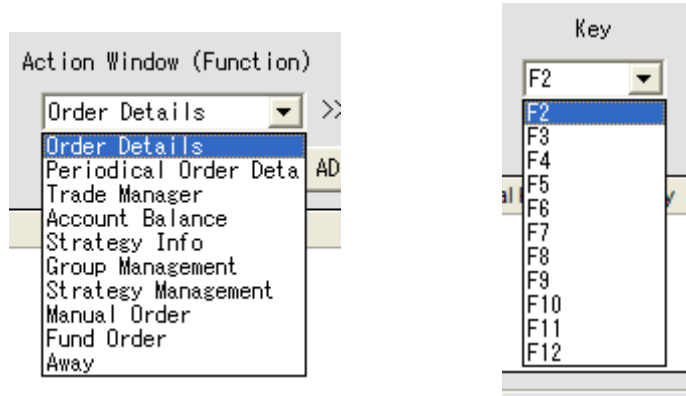 Action Window (Function)
Order Details >>
Order Details
Periodical Order Deta
AD
Trade Manager
Account Balance
Strategy Info
Group Management
Strategy Management
Manual Order
Fund Order
Away
Key
F2
F2
F3
F4
F5
F6
F7
F8
F9
F10
F11
F12